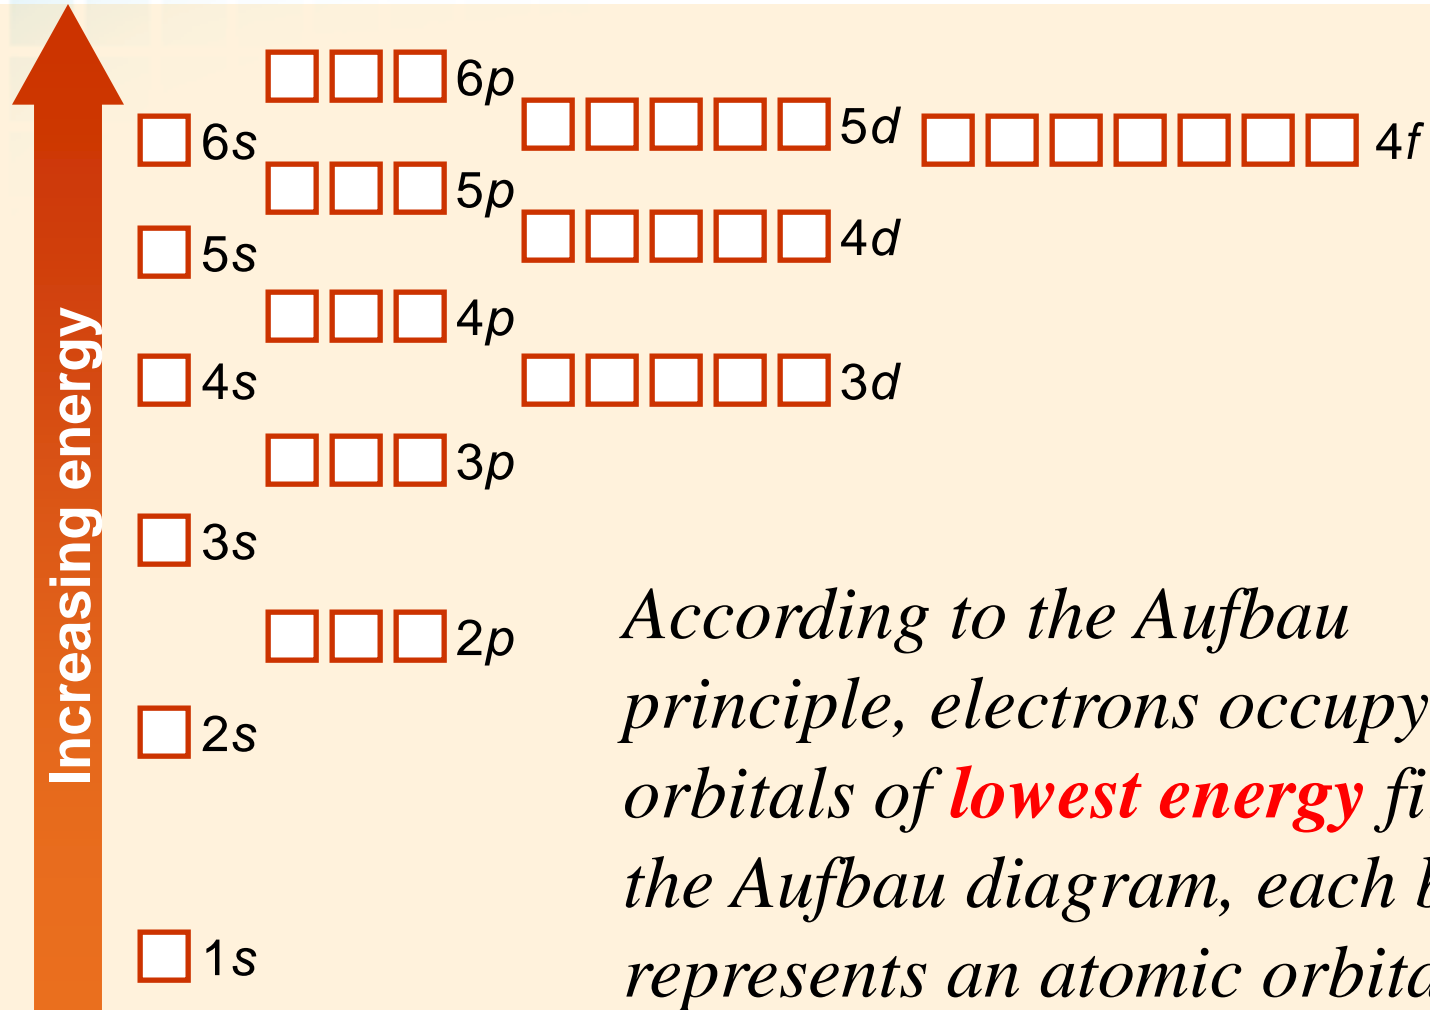 6p
5d
4f
6s
5p
4d
5s
4p
4s
3d
3p
3s
2p
2s
1s
Increasing energy
According to the Aufbau
principle, electrons occupy
orbitals of lowest energy
the Aufbau diagram, each
represents an atomic